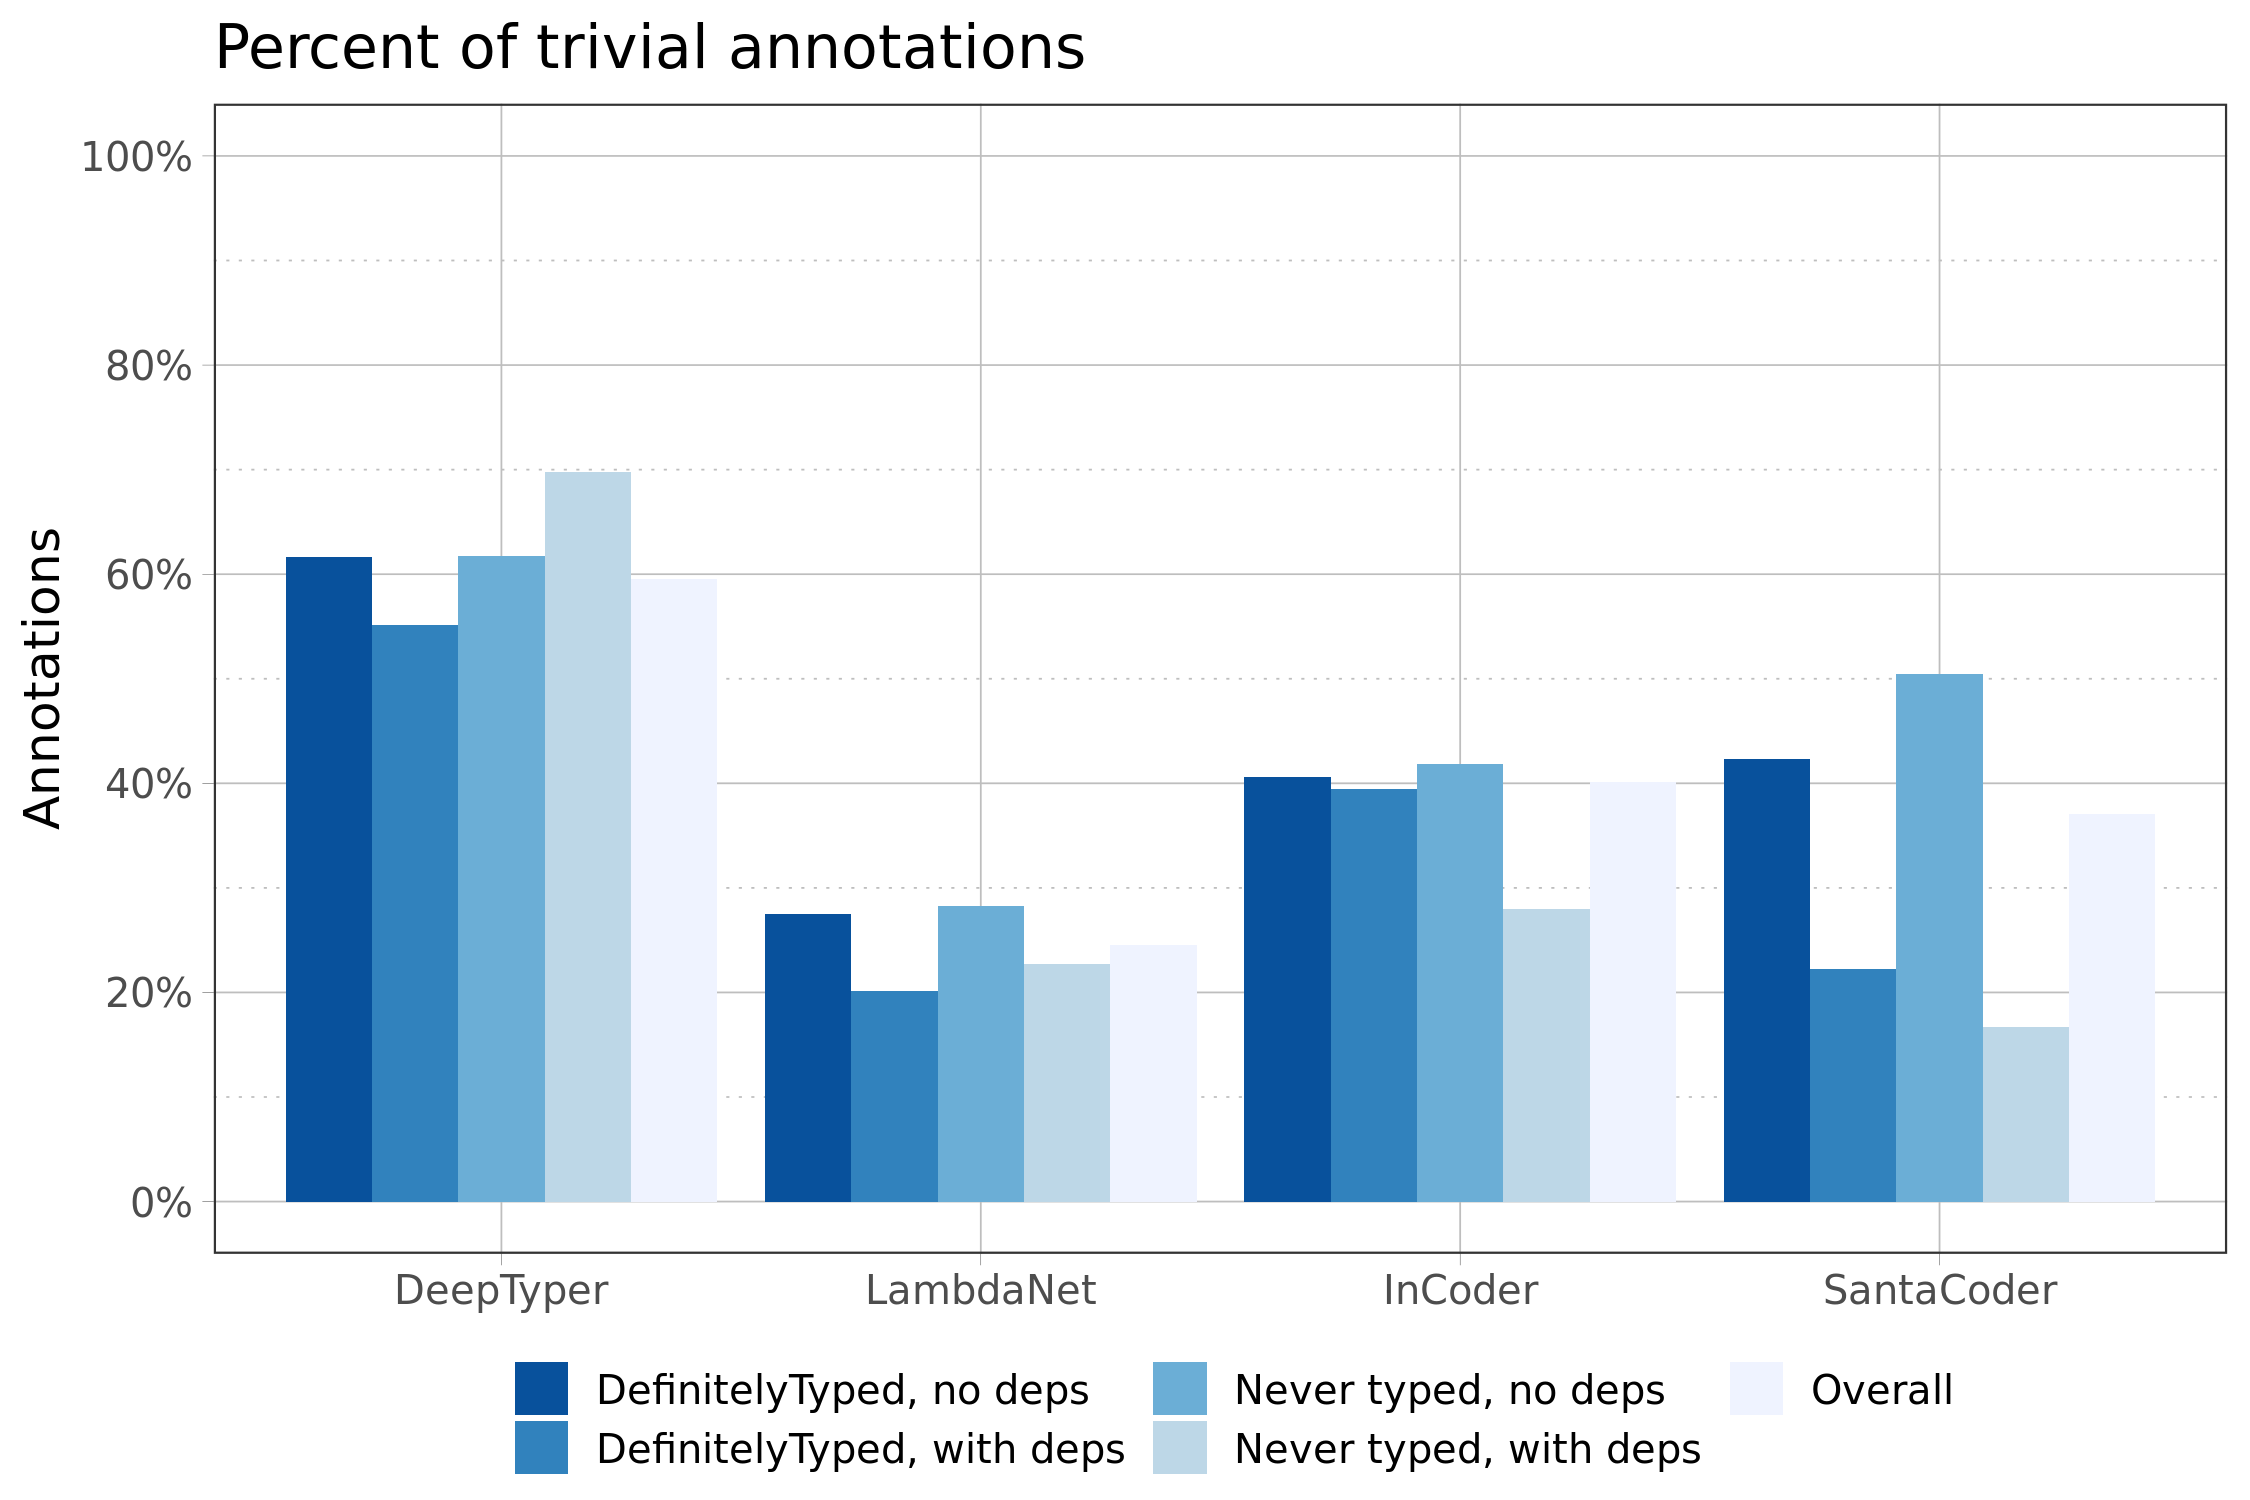 Percent of trivial annotations
Annotations
100%
80%
60%
40%
20%
0%
DeepTyper
LambdaNet
InCoder
SantaCoder
DefinitelyTyped, no deps
DefinitelyTyped, with deps
Never typed, no deps
Never typed, with deps
Overall